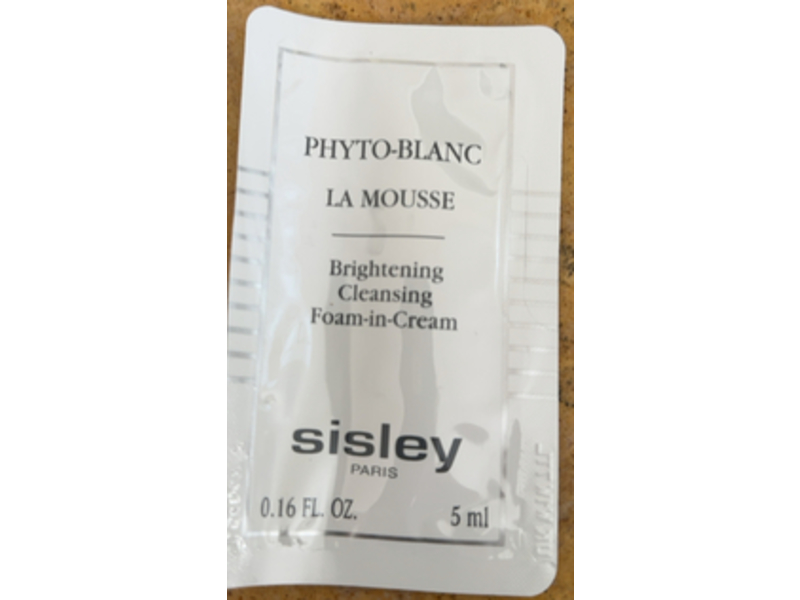 PHYTO-BLANC
LA MOUSSE
Brightening
Cleansing
Foam-in-Cream
sisley
PARIS
0.16 FL. OZ. 5 ml